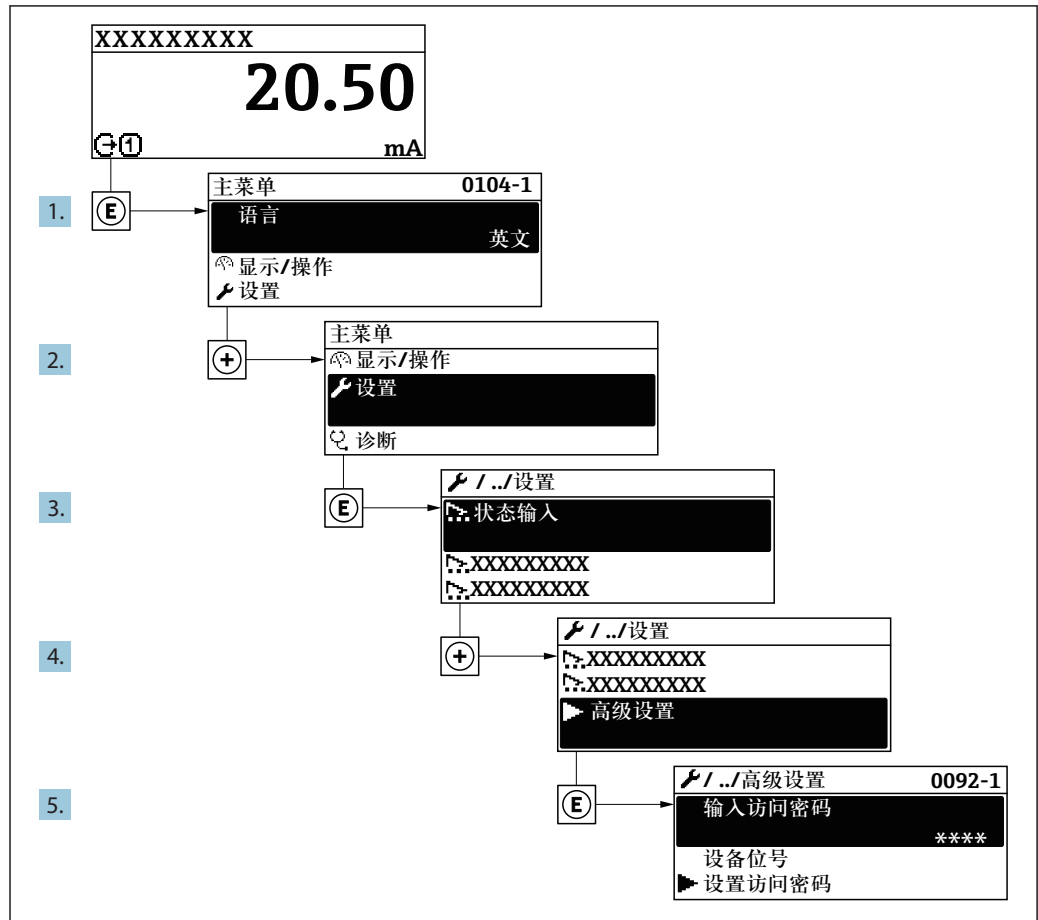 XXXXXXXXX
20.50
mA
1.
E
主菜单 0104-1
语言
英文
显示/操作
设置
2.
+
主菜单
显示/操作
设置
诊断
3.
E
/ ../设置
状态输入
XXXXXXXXX
XXXXXXXXX
4.
+
/ ../设置
XXXXXXXXX
XXXXXXXXX
高级设置
5.
E
/ ../高级设置 0092-1
输入访问密码
****
设备位号
设置访问密码